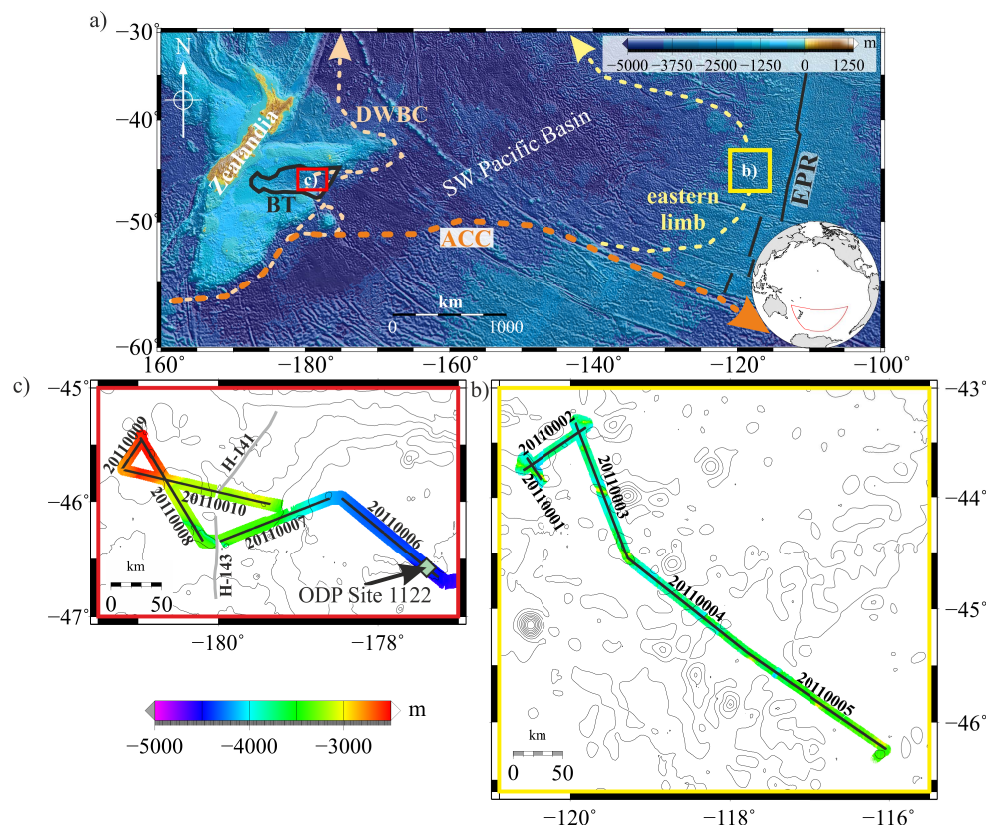 a)
−30°
−40°
−50°
−60°
N
Zealandia
DWBC
SW Pacific Basin
m
−5000 −3750 −2500 −1250 0 1250
c)
BT
b)
eastern
limb
EPR
ACC
km
0 1000
160 −180° −160° −140° −120° −100°
c)
−45°
−46°
−47°
20110009
H-141
20110010
20110008
20110007
20110006
H-143
km
0 50
ODP Site 1122
−180° −178°
m
−5000 −4000 −3000
b)
−43°
−44°
−45°
−46°
20110002
20110001
20110003
20110004
20110005
km
0 50
−120° −118° −116°